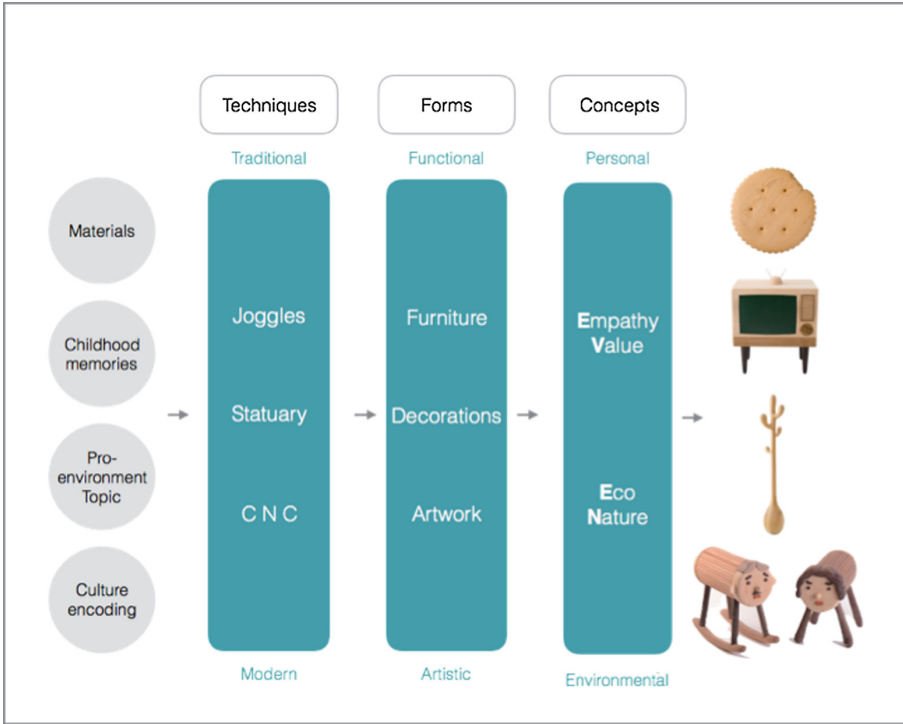 Techniques
Forms
Concepts
Traditional
Functional
Personal
Materials
Childhood
memories
Pro-
environment
Topic
Culture
encoding
Joggles
Statuary
C N C
Furniture
Decorations
Artwork
Empathy
Value
Eco
Nature
Modern
Artistic
Environmental